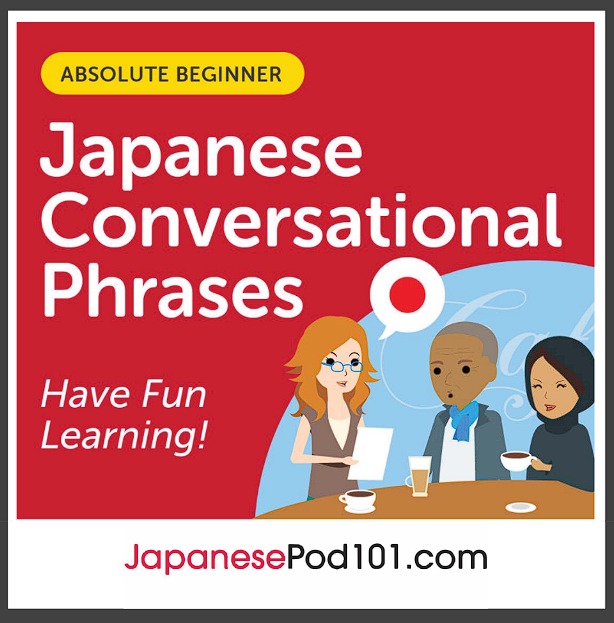 ABSOLUTE BEGINNER
Japanese
Conversational
Phrases
Have Fun
Learning!
JapanesePod101.com